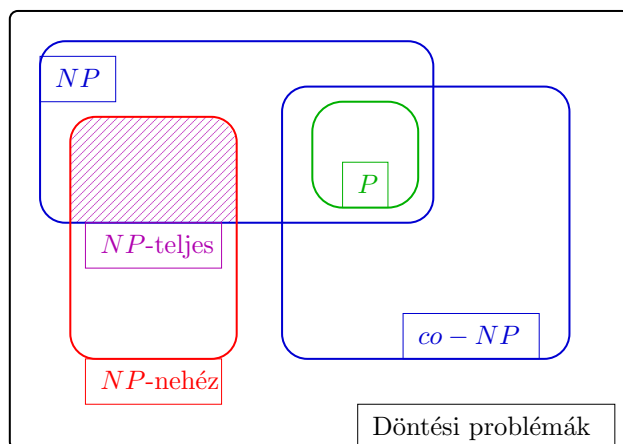 NP
P
NP-teljes
co − NP
NP-nehéz
Döntési problémák